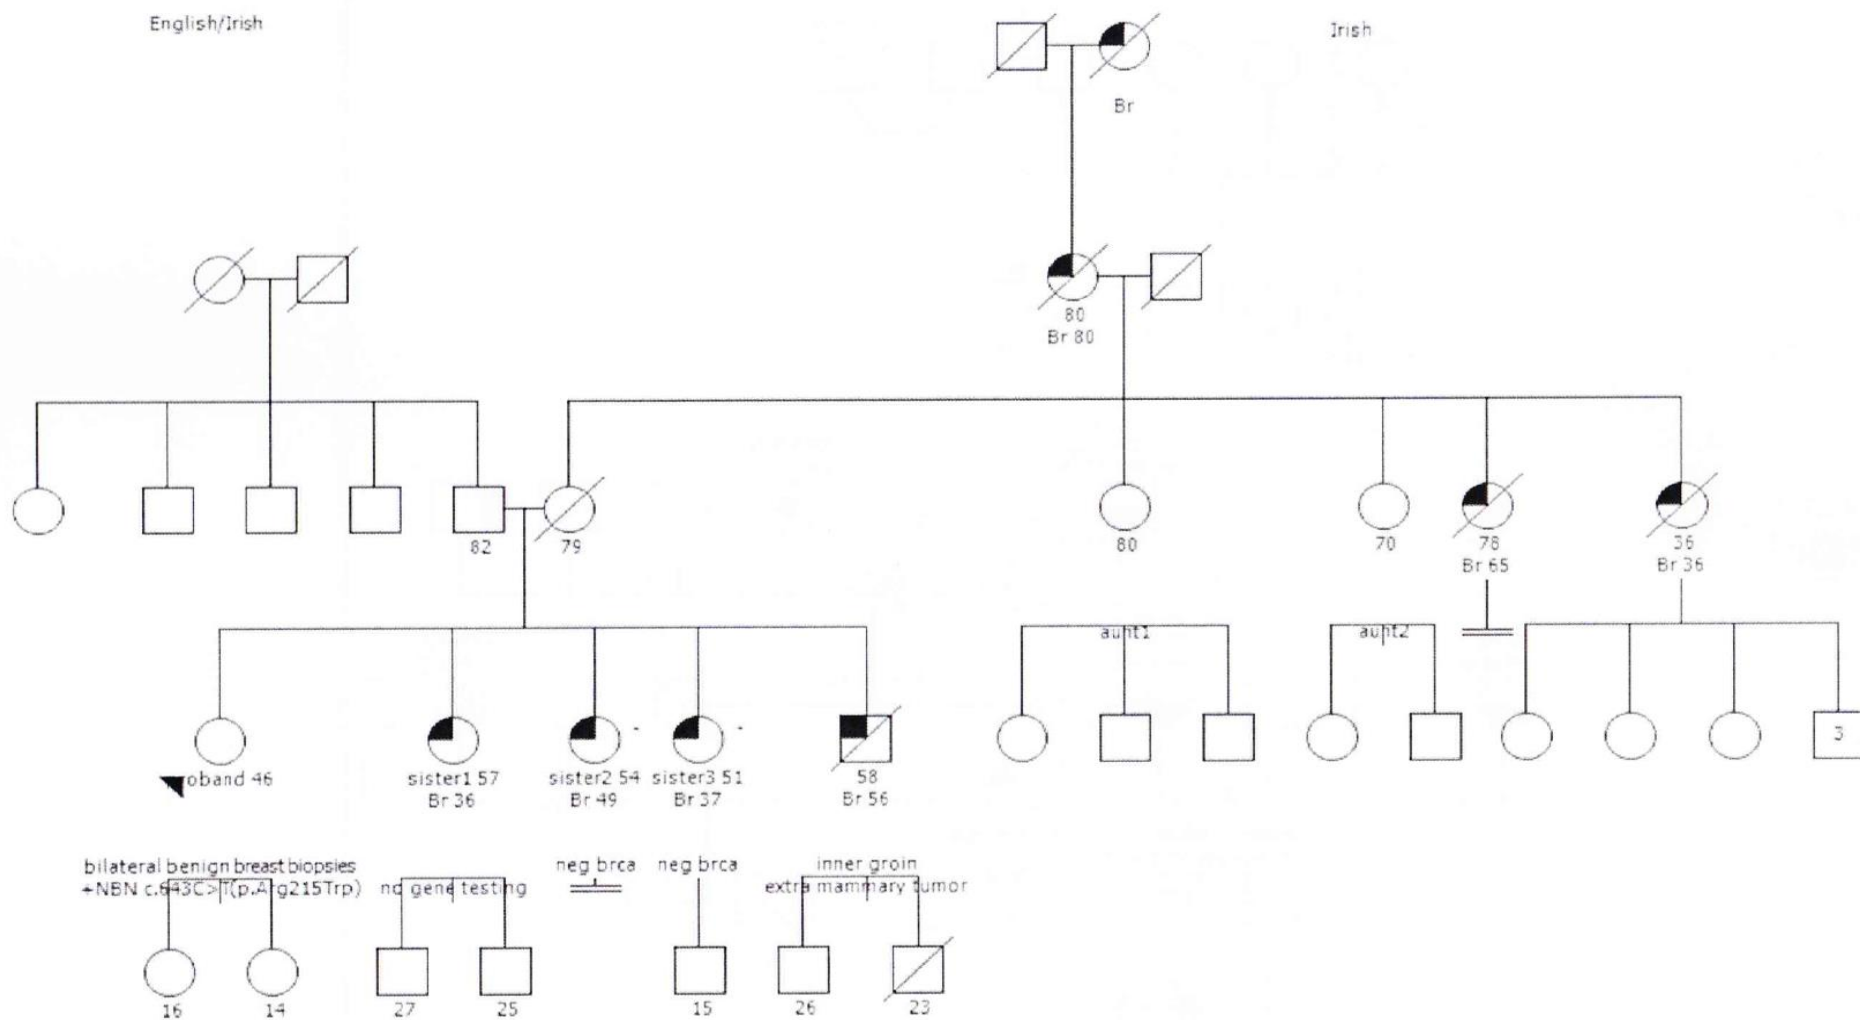 English/Irish
Irish
Br
80
Br 80
82
79
80
70
78
Br 65
36
Br 36
aunt1
aunt2
roband 46
sister1 57
Br 36
sister2 54
Br 49
sister3 51
Br 37
58
Br 56
3
bilateral benign breast biopsies
+NBN c.643C>T(p.Arg215Trp)
no gene testing
neg brca
neg brca
inner groin
extra mammary tumor
16
14
27
25
15
26
23